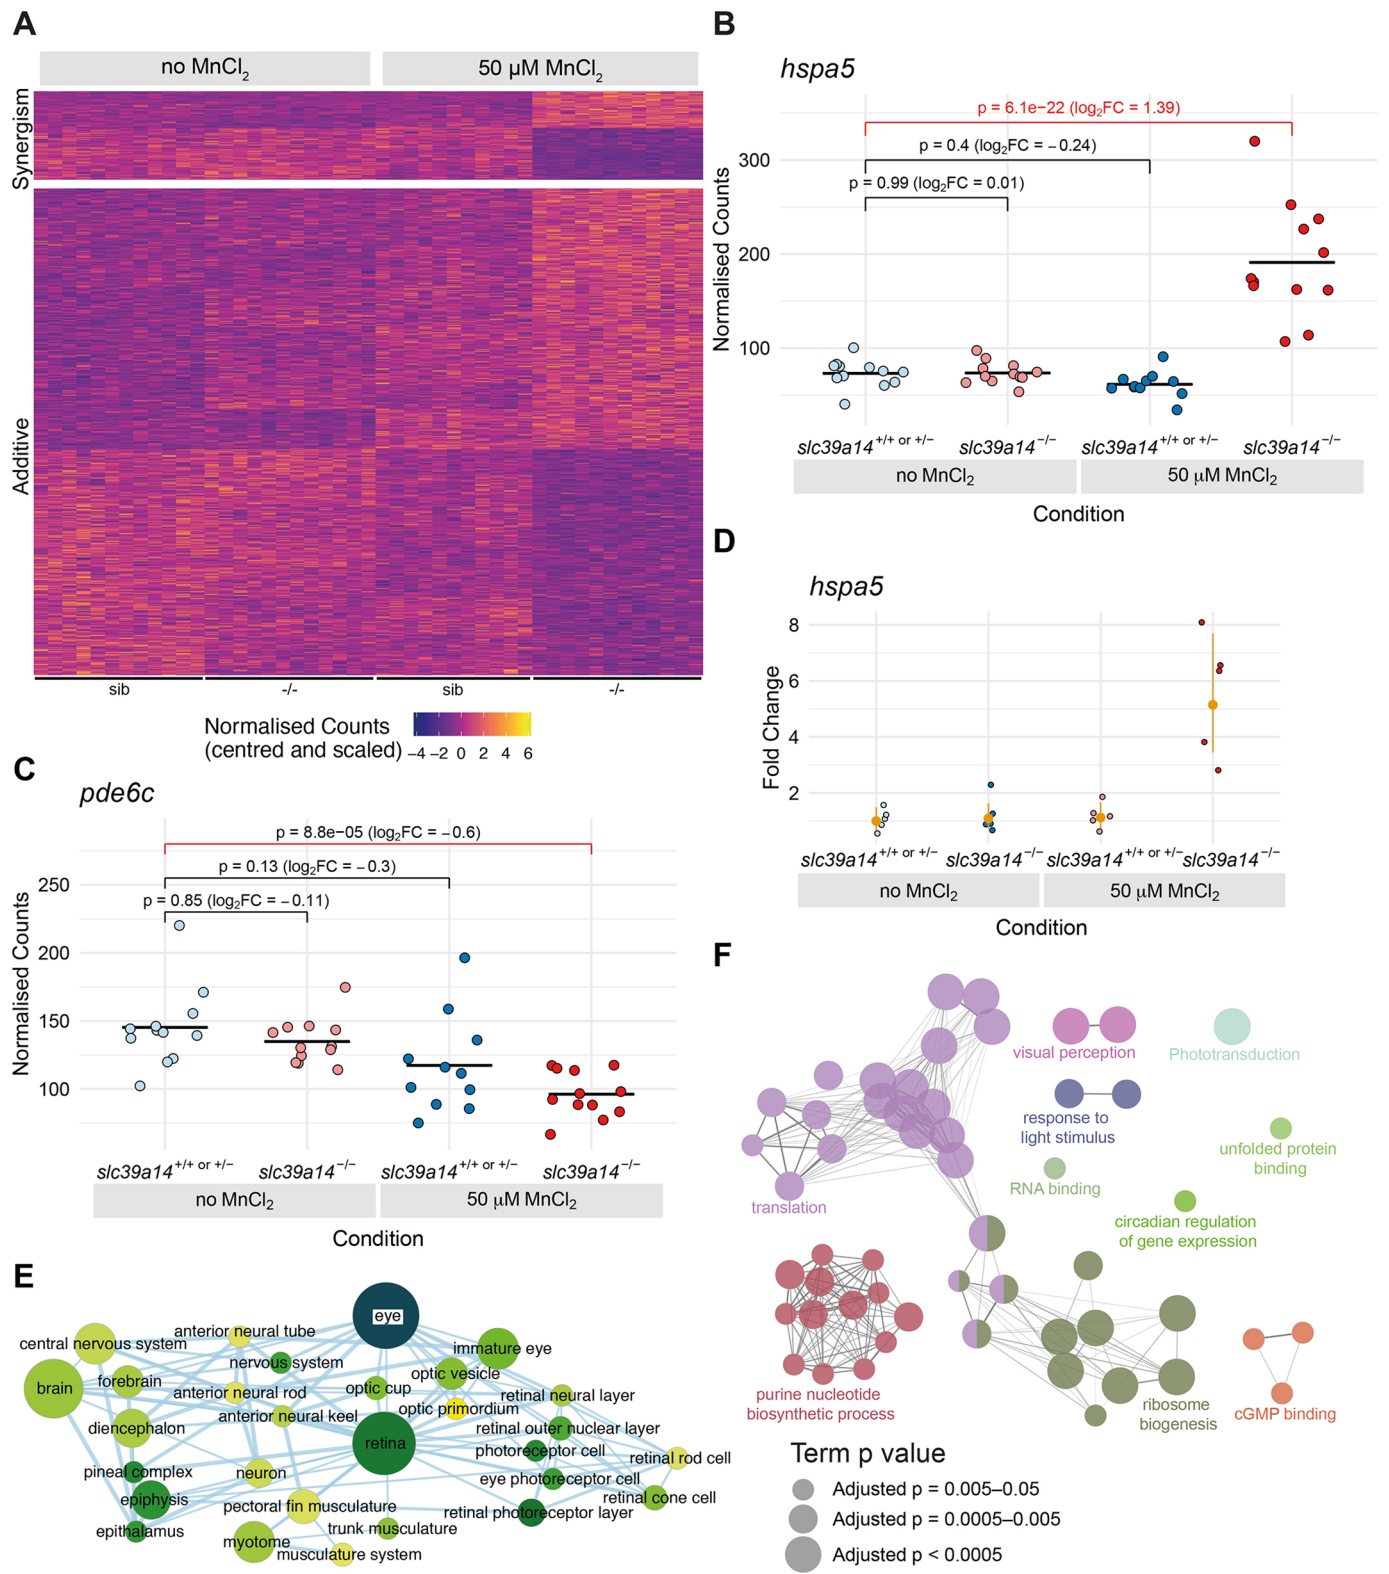 A
no MnCl2
50 µM MnCl2
Synergism
Additive
sib
-/-
sib
-/-
Normalised Counts
(centred and scaled)
−4 −2 0 2 4 6
B
hspa5
p = 6.1e−22 (log2FC = 1.39)
p = 0.4 (log2FC = −0.24)
p = 0.99 (log2FC = 0.01)
Normalised Counts
300
200
100
slc39a14+/+ or +/−
slc39a14−/−
slc39a14+/+ or +/−
slc39a14−/−
no MnCl2
50 µM MnCl2
Condition
C
pde6c
p = 8.8e−05 (log2FC = −0.6)
p = 0.13 (log2FC = −0.3)
p = 0.85 (log2FC = −0.11)
Normalised Counts
250
200
150
100
slc39a14+/+ or +/−
slc39a14−/−
slc39a14+/+ or +/−
slc39a14−/−
no MnCl2
50 µM MnCl2
Condition
D
hspa5
Fold Change
8
6
4
2
slc39a14+/+ or +/−
slc39a14−/−
slc39a14+/+ or +/−
slc39a14−/−
no MnCl2
50 µM MnCl2
Condition
E
eye
anterior neural tube
central nervous system
immature eye
nervous system
optic vesicle
forebrain
brain
optic cup
anterior neural rod
retinal neural layer
optic primordium
anterior neural keel
diencephalon
retinal outer nuclear layer
retina
photoreceptor cell
retinal rod cell
pineal complex
neuron
eye photoreceptor cell
epiphysis
retinal cone cell
pectoral fin musculature
retinal photoreceptor layer
epithalamus
trunk musculature
myotome
musculature system
F
visual perception
Phototransduction
response to
light stimulus
unfolded protein
binding
RNA binding
translation
circadian regulation
of gene expression
purine nucleotide
biosynthetic process
ribosome
biogenesis
cGMP binding
Term p value
Adjusted p = 0.005–0.05
Adjusted p = 0.0005–0.005
Adjusted p < 0.0005